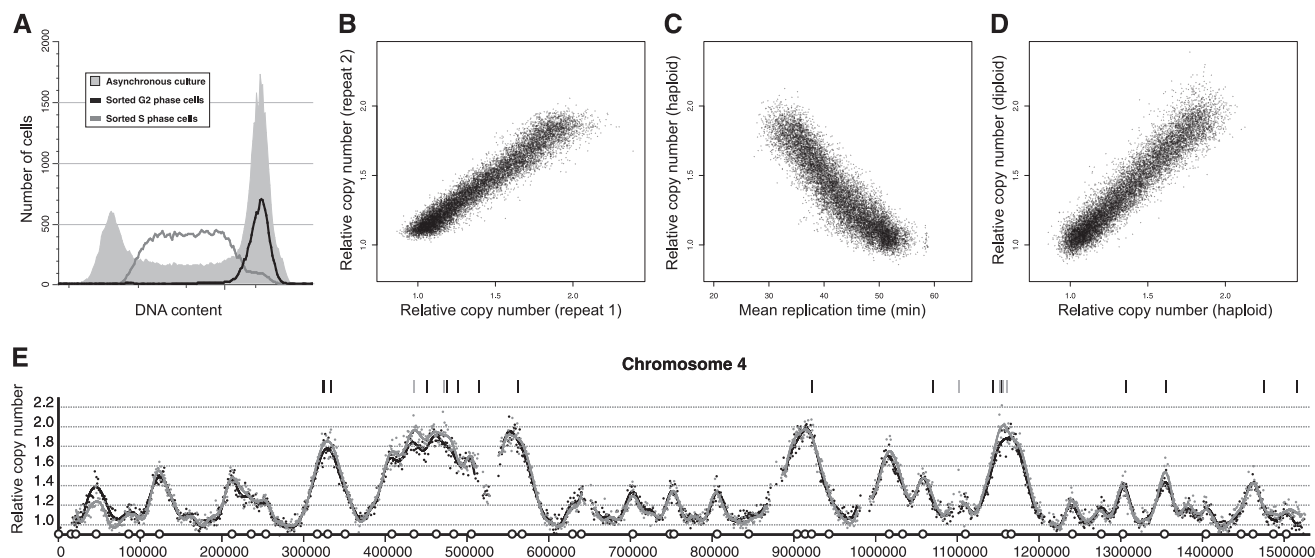 A
B
C
D
Number of cells
2000
1500
1000
500
0
Asynchronous culture
Sorted G2 phase cells
Sorted S phase cells
DNA content
Relative copy number (repeat 2)
2.0
1.5
1.0
1.0
1.5
2.0
Relative copy number (repeat 1)
Relative copy number (haploid)
2.0
1.5
1.0
20
30
40
50
60
Mean replication time (min)
Relative copy number (diploid)
2.0
1.5
1.0
1.0
1.5
2.0
Relative copy number (haploid)
E
Chromosome 4
Relative copy number
2.2
2.0
1.8
1.6
1.4
1.2
1.0
0
100000
200000
300000
400000
500000
600000
700000
800000
900000
1000000
1100000
1200000
1300000
1400000
1500000